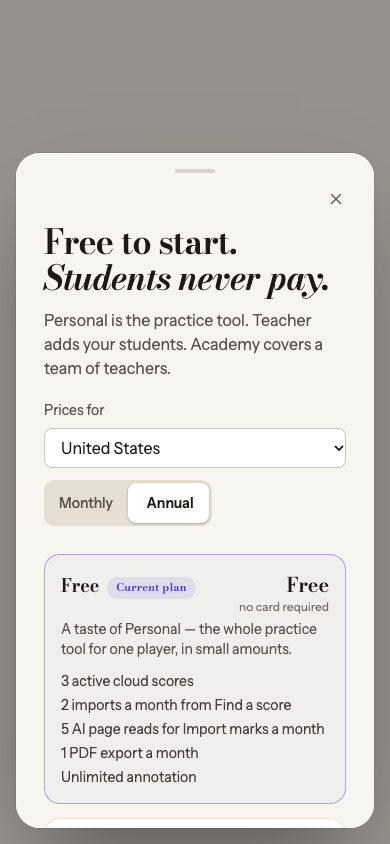 Free to start.
Students never pay.
Personal is the practice tool. Teacher
adds your students. Academy covers a
team of teachers.
Prices for
United States
Monthly Annual
Free Current plan Free
no card required
A taste of Personal — the whole practice
tool for one player, in small amounts.
3 active cloud scores
2 imports a month from Find a score
5 AI page reads for Import marks a month
1 PDF export a month
Unlimited annotation